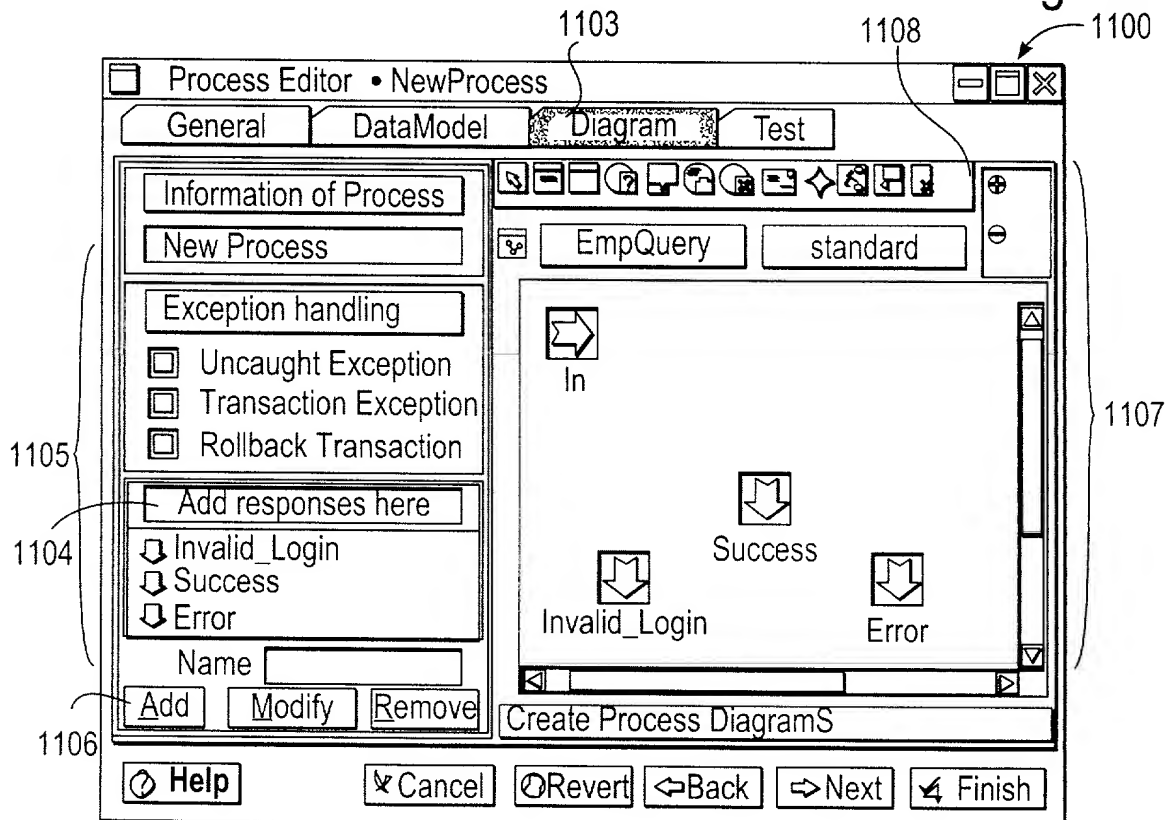 1103
1108
1100
Process Editor • NewProcess
General DataModel Diagram Test
Information of Process
New Process
EmpQuery standard
Exception handling
Uncaught Exception
Transaction Exception
Rollback Transaction
In
1107
1105
Add responses here
1104
Invalid_Login
Success
Error
Success
Invalid_Login
Error
Name
Add Modify Remove
Create Process DiagramS
1106
Help Cancel Revert Back Next Finish